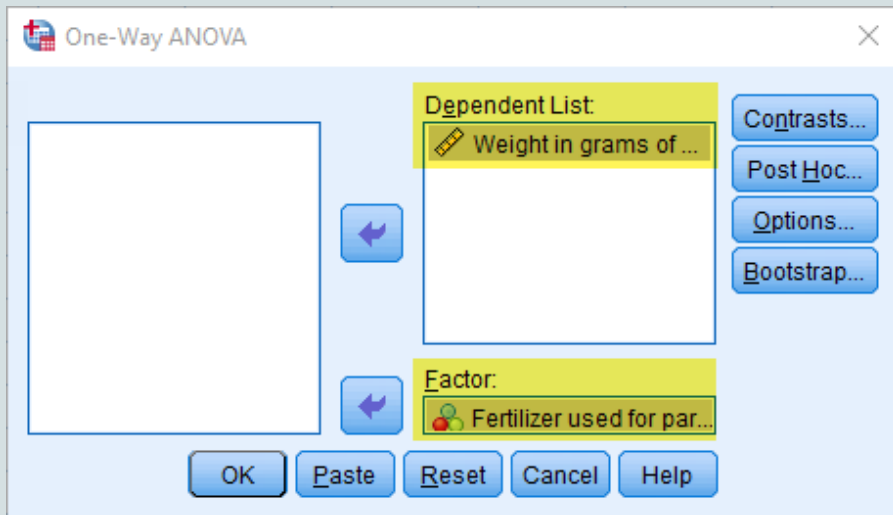 One-Way ANOVA
Dependent List:
Weight in grams of ...
Contrasts...
Post Hoc...
Options...
Bootstrap...
Factor:
Fertilizer used for par...
OK Paste Reset Cancel Help